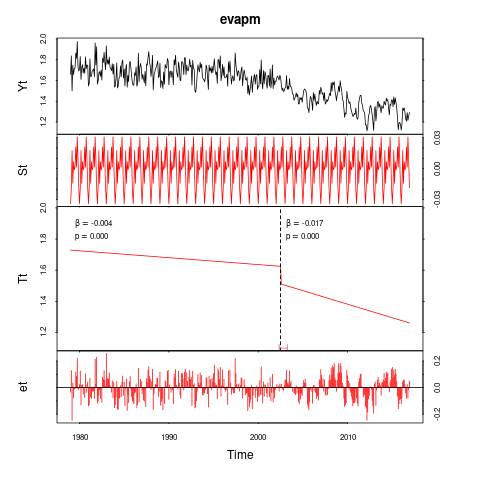 evapm
Yt
1.2 1.4 1.6 1.8 2.0
St
-0.03 0.00 0.03
Tt
1.2 1.4 1.6 1.8 2.0
β = -0.004
p = 0.000
β = -0.017
p = 0.000
et
-0.2 0.0 0.2
1980 1990 2000 2010
Time